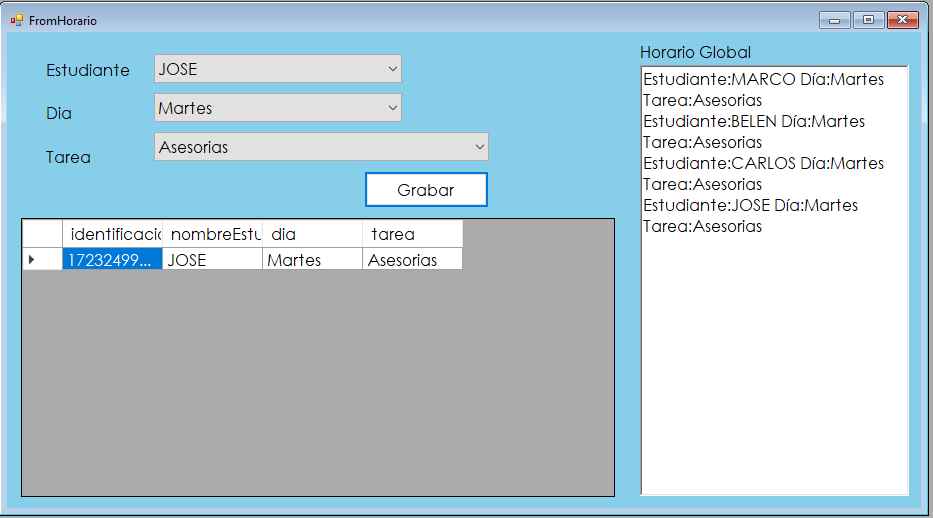 FromHorario
Estudiante JOSE
Dia Martes
Tarea Asesorias
Grabar
identificació nombreEstu dia tarea
17232499... JOSE Martes Asesorias
Horario Global
Estudiante:MARCO Día:Martes
Tarea:Asesorias
Estudiante:BELEN Día:Martes
Tarea:Asesorias
Estudiante:CARLOS Día:Martes
Tarea:Asesorias
Estudiante:JOSE Día:Martes
Tarea:Asesorias